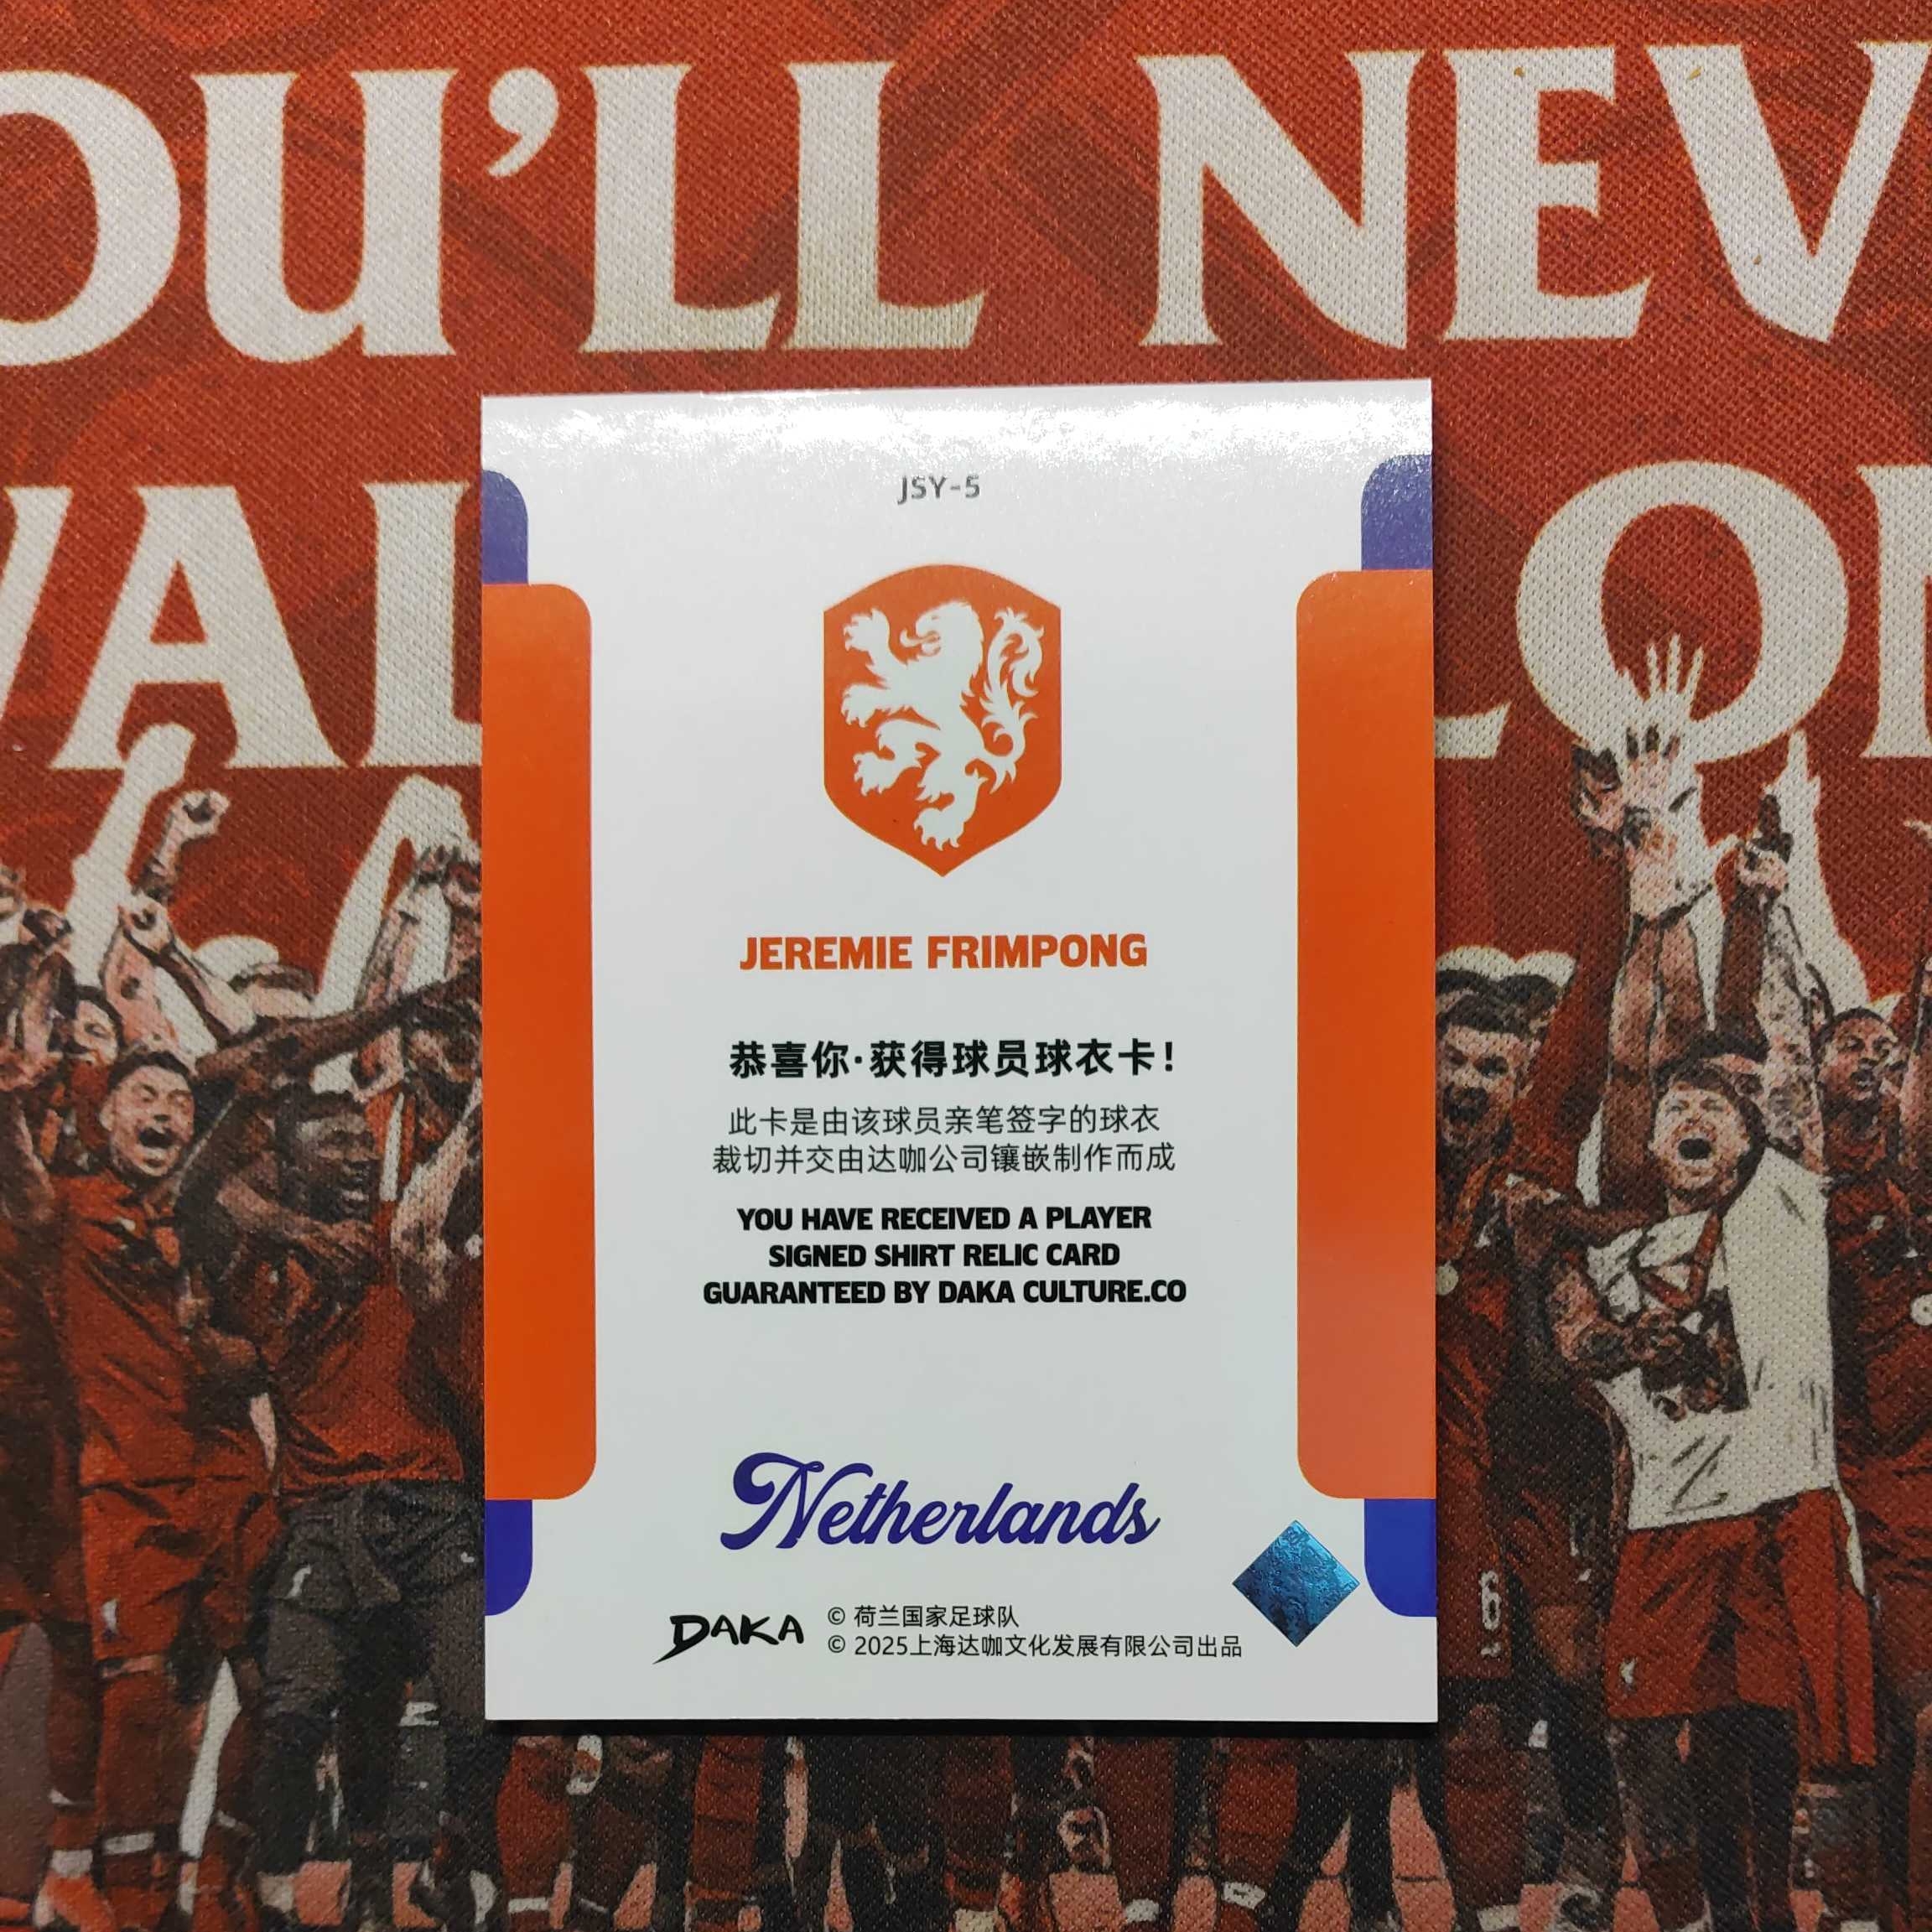 OU'LL NEV
WAL
LO
JSY-5
JEREMIE FRIMPONG
恭喜你·获得球员球衣卡！
此卡是由该球员亲笔签字的球衣
裁切并交由达咖公司镶嵌制作而成
YOU HAVE RECEIVED A PLAYER
SIGNED SHIRT RELIC CARD
GUARANTEED BY DAKA CULTURE.CO
Netherlands
DAKA
© 荷兰国家足球队
© 2025上海达咖文化发展有限公司出品
6